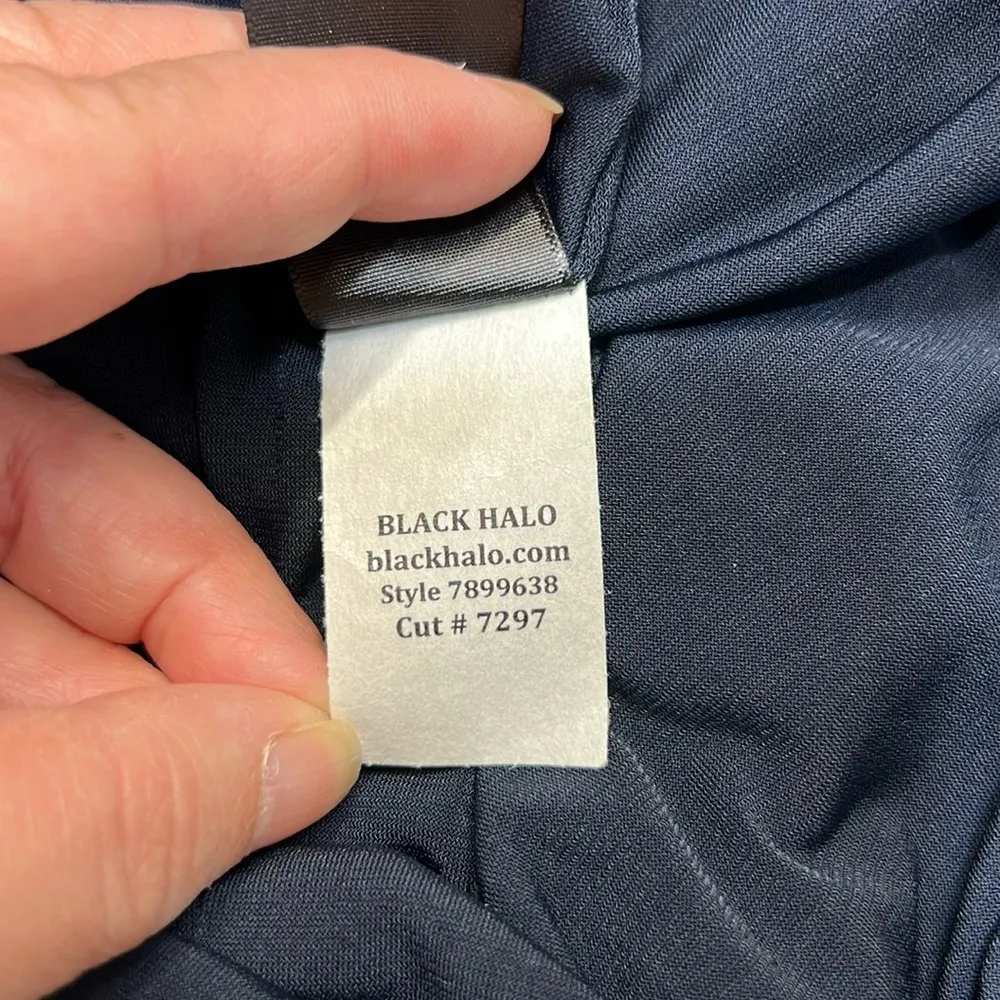 BLACK HALO
blackhalo.com
Style 7899638
Cut # 7297